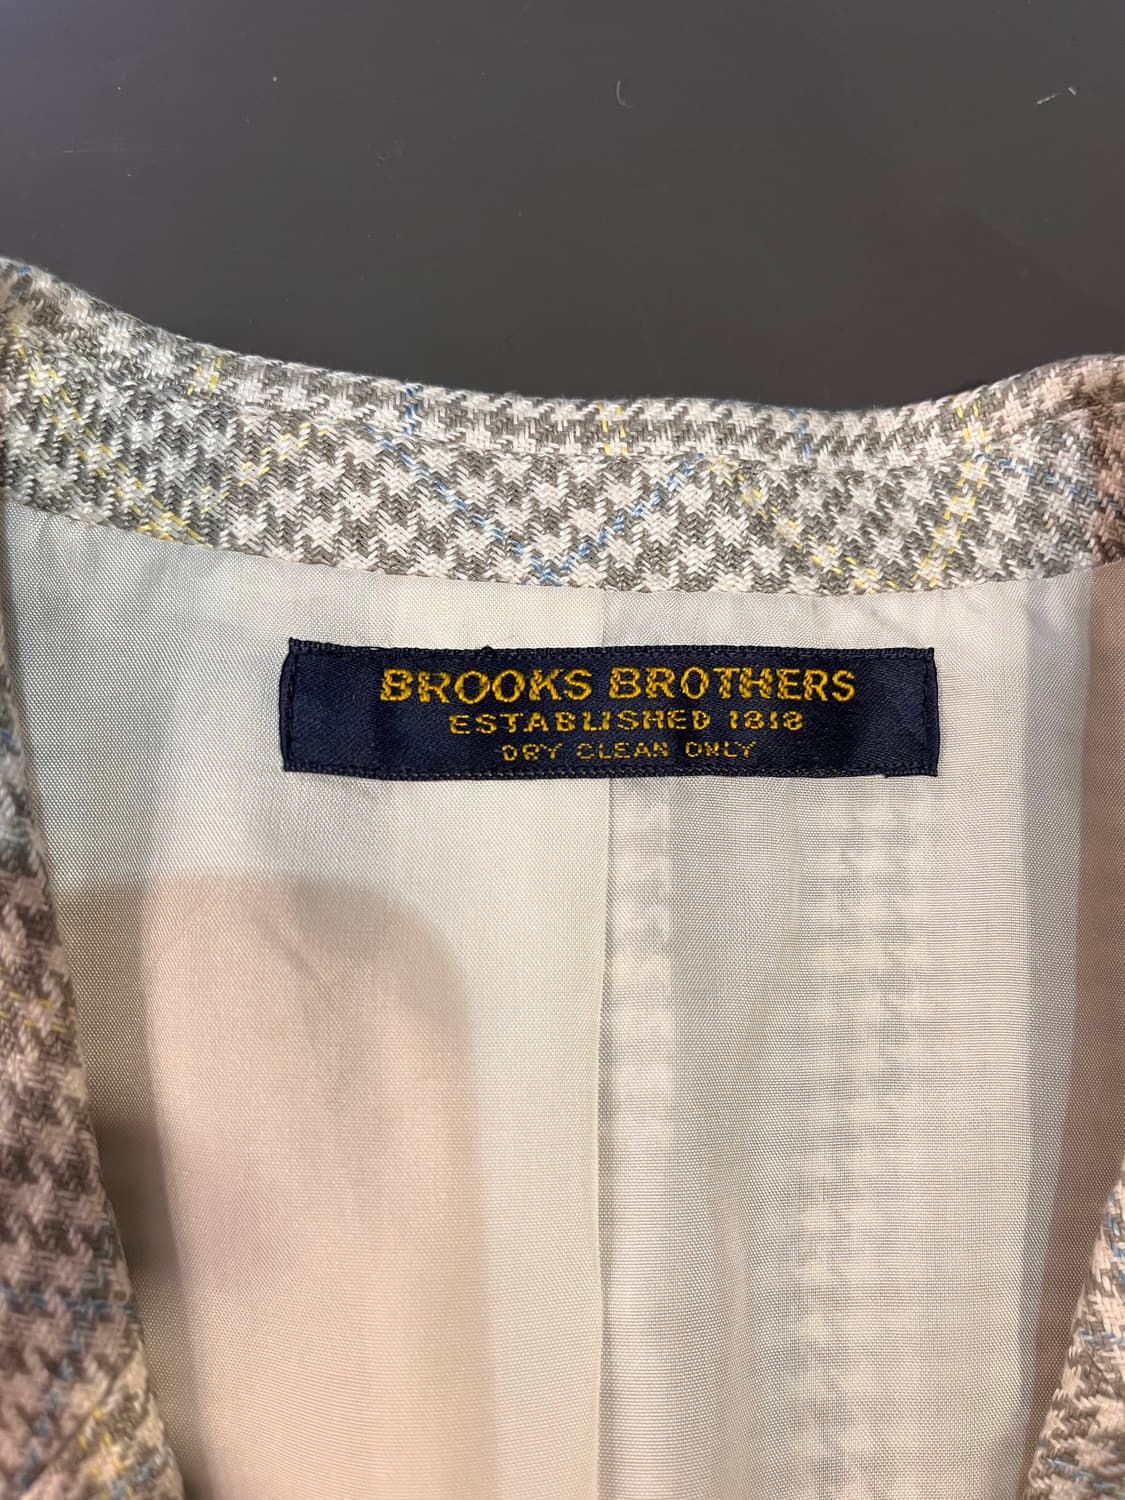 BROOKS BROTHERS
ESTABLISHED 1818
DRY CLEAN ONLY